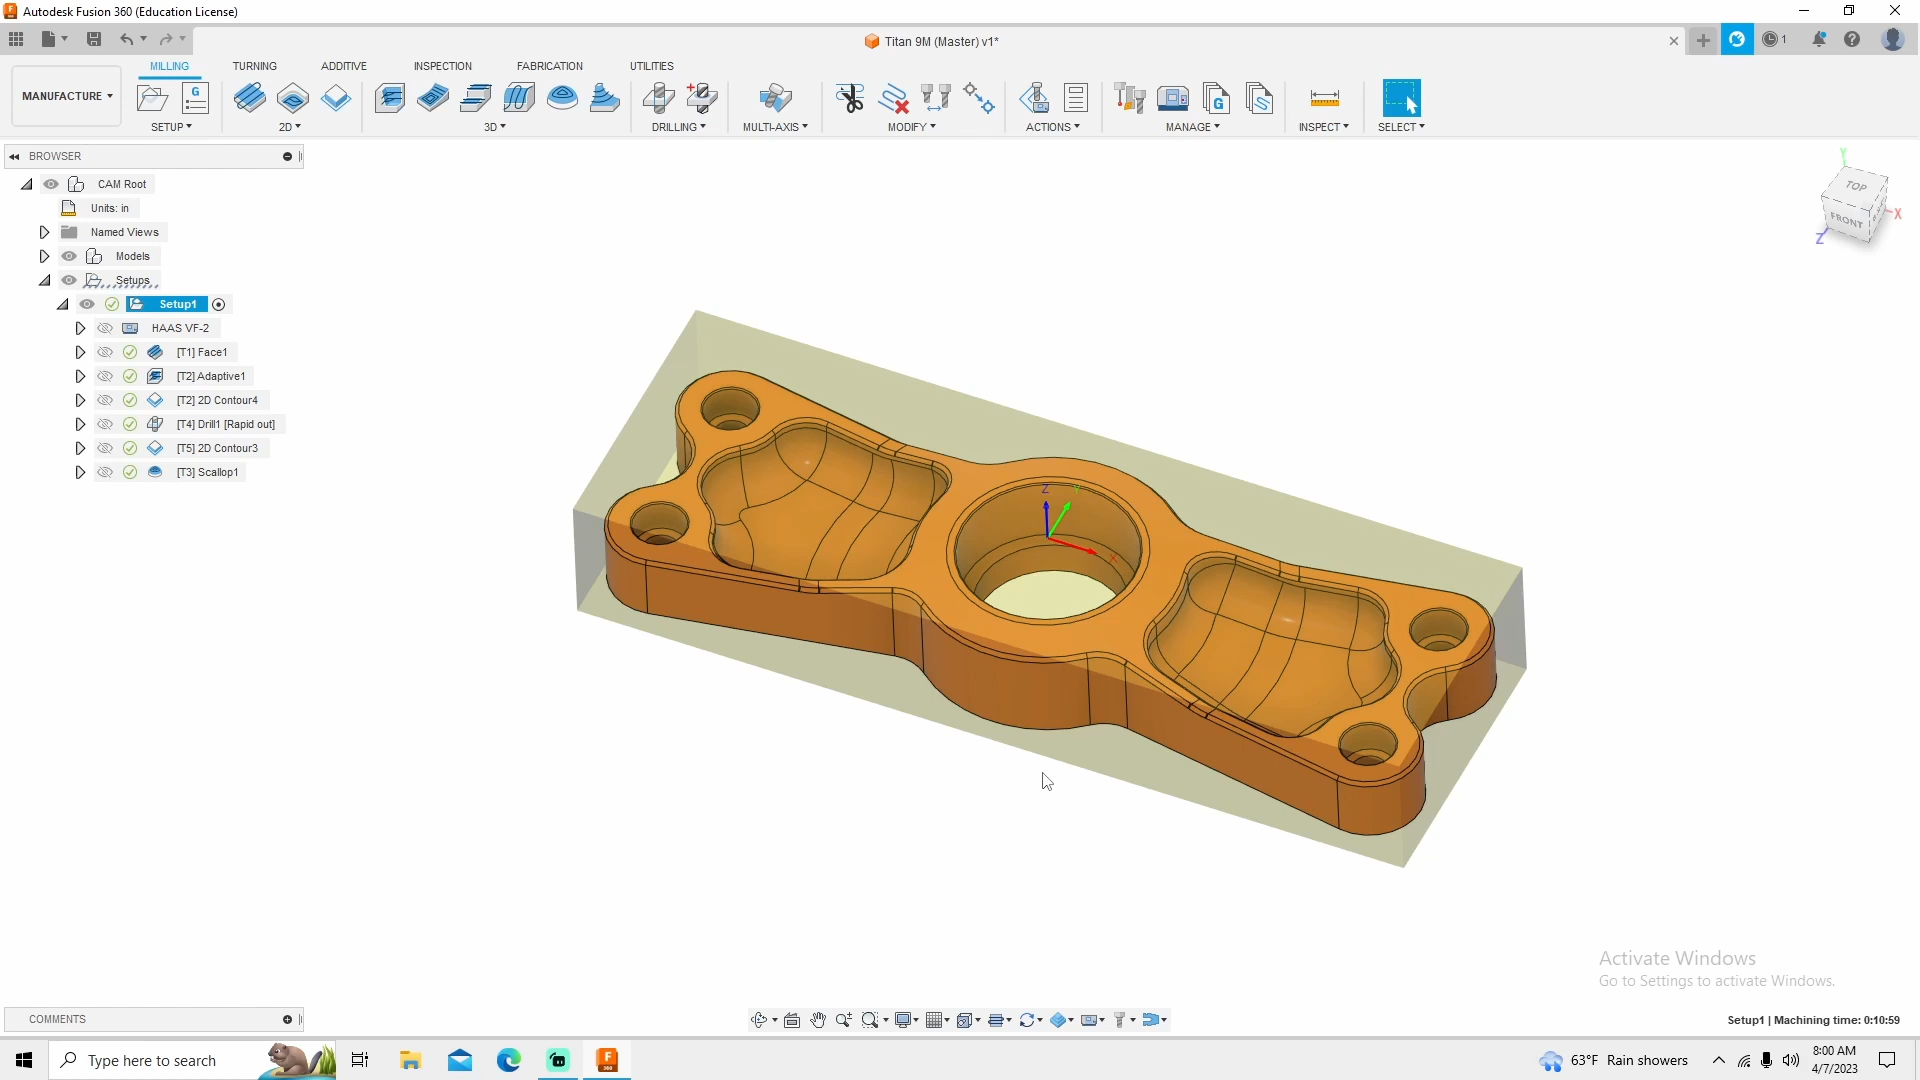 Autodesk Fusion 360 (Education License)
Titan 9M (Master) v1*
1
MILLING TURNING ADDITIVE INSPECTION FABRICATION UTILITIES
MANUFACTURE
G
G
SETUP 2D 3D DRILLING MULTI-AXIS MODIFY ACTIONS MANAGE INSPECT SELECT
BROWSER
CAM Root
Units: in
Named Views
Models
Setups
Setup1
HAAS VF-2
[T1] Face1
[T2] Adaptive1
[T2] 2D Contour4
[T4] Drill1 [Rapid out]
[T5] 2D Contour3
[T3] Scallop1
Y
TOP
FRONT
X
Z
Z Y
X
Activate Windows
Go to Settings to activate Windows.
COMMENTS
Setup1 | Machining time: 0:10:59
Type here to search
F
360
63°F Rain showers
8:00 AM
4/7/2023